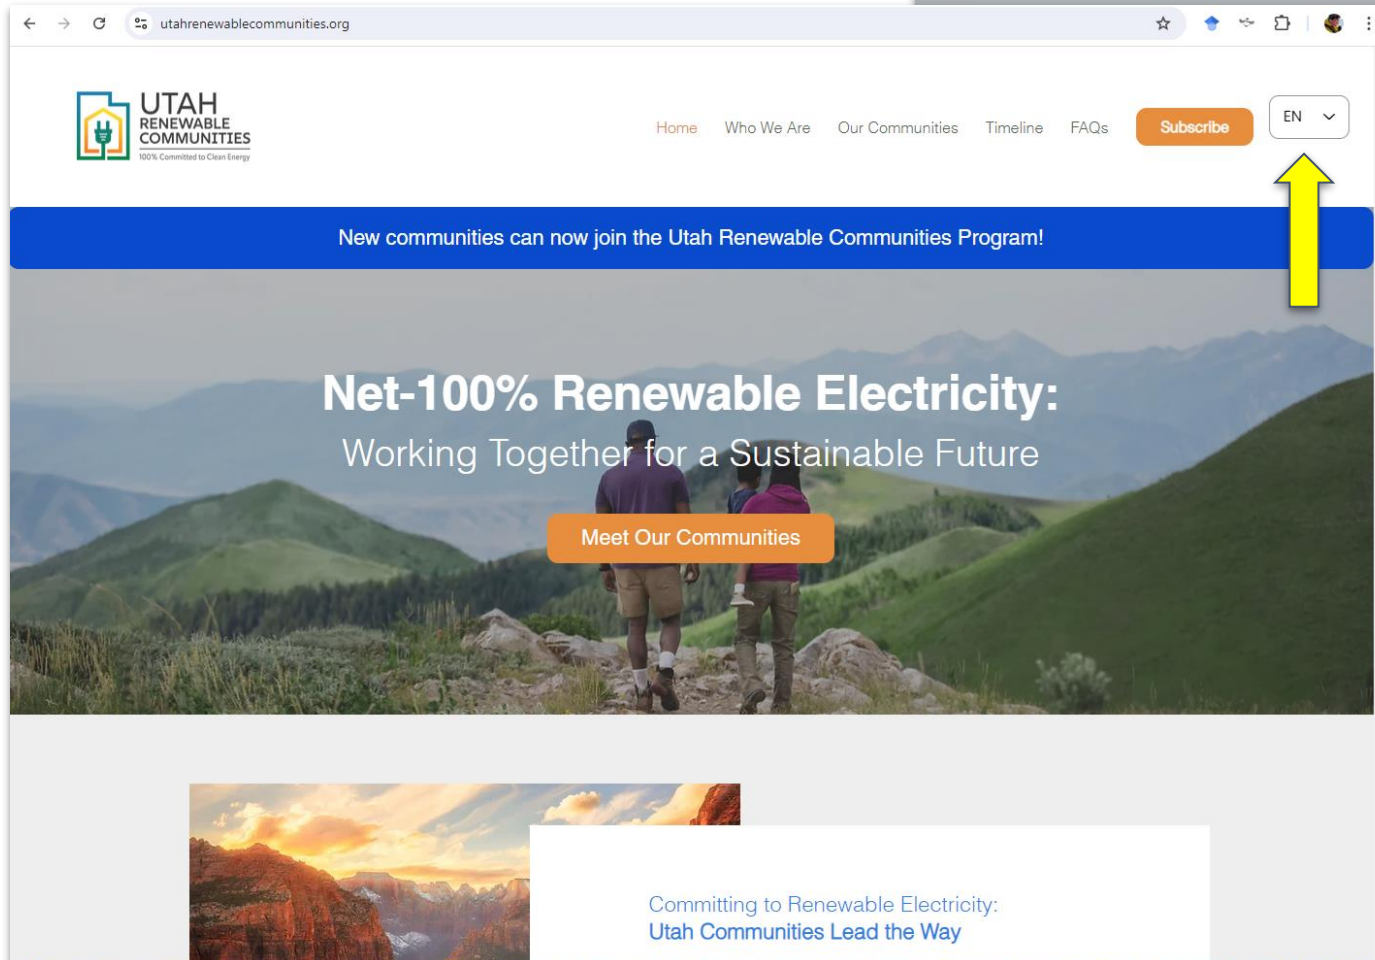 utahrenewablecommunities.org
UTAH
RENEWABLE
COMMUNITIES
100% Committed to Clean Energy
Home Who We Are Our Communities Timeline FAQs Subscribe EN
New communities can now join the Utah Renewable Communities Program!
Net-100% Renewable Electricity:
Working Together for a Sustainable Future
Meet Our Communities
Committing to Renewable Electricity:
Utah Communities Lead the Way